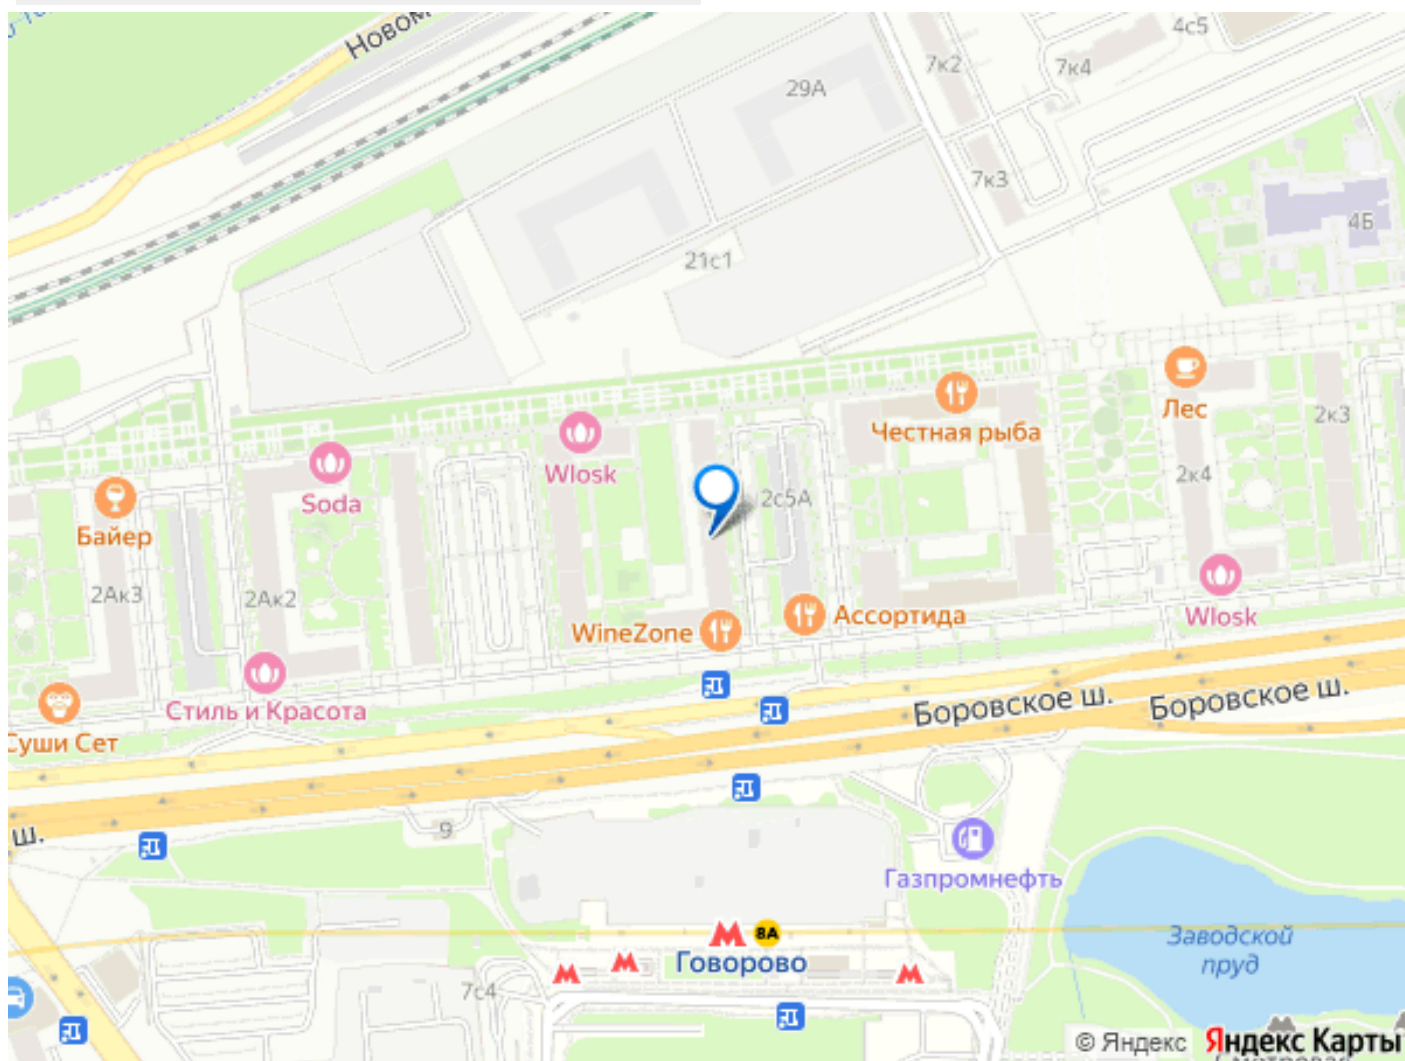 4с5
7к2
7к4
29А
7к3
4Б
21с1
Лес
Честная рыба
2к3
Wlosk
2к4
Soda
2с5А
Байер
2Ак3
2Ак2
WineZone
Ассортида
Wlosk
Стиль и Красота
Суши Сет
Боровское ш.
Боровское ш.
ш.
9
Газпромнефть
8А
Говорово
Заводской
пруд
7с4
© Яндекс
Яндекс Карты